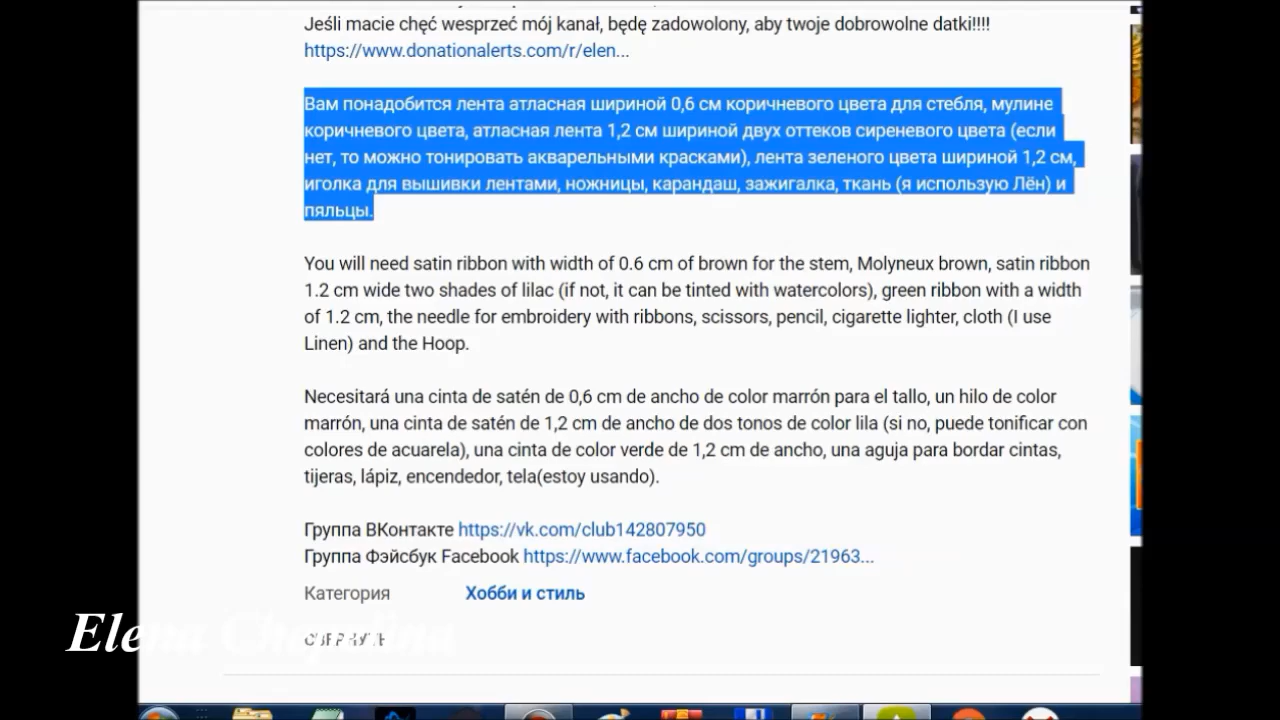 Jeśli macie chęć wesprzeć mój kanał, będę zadowolony, aby twoje dobrowolne datki!!!!
https://www.donationalerts.com/r/elen...
Вам понадобится лента атласная шириной 0,6 см коричневого цвета для стебля, мулине
коричневого цвета, атласная лента 1,2 см шириной двух оттеков сиреневого цвета (если
нет, то можно тонировать акварельными красками), лента зеленого цвета шириной 1,2 см,
иголка для вышивки лентами, ножницы, карандаш, зажигалка, ткань (я использую Лён) и
пяльцы.
You will need satin ribbon with width of 0.6 cm of brown for the stem, Molyneux brown, satin ribbon
1.2 cm wide two shades of lilac (if not, it can be tinted with watercolors), green ribbon with a width
of 1.2 cm, the needle for embroidery with ribbons, scissors, pencil, cigarette lighter, cloth (I use
Linen) and the Hoop.
Necesitará una cinta de satén de 0,6 cm de ancho de color marrón para el tallo, un hilo de color
marrón, una cinta de satén de 1,2 cm de ancho de dos tonos de color lila (si no, puede tonificar con
colores de acuarela), una cinta de color verde de 1,2 cm de ancho, una aguja para bordar cintas,
tijeras, lápiz, encendedor, tela(estoy usando).
Группа ВКонтакте https://vk.com/club142807950
Группа Фэйсбук Facebook https://www.facebook.com/groups/21963...
Категория Хобби и стиль
Elena
СВЕРНУТЬ